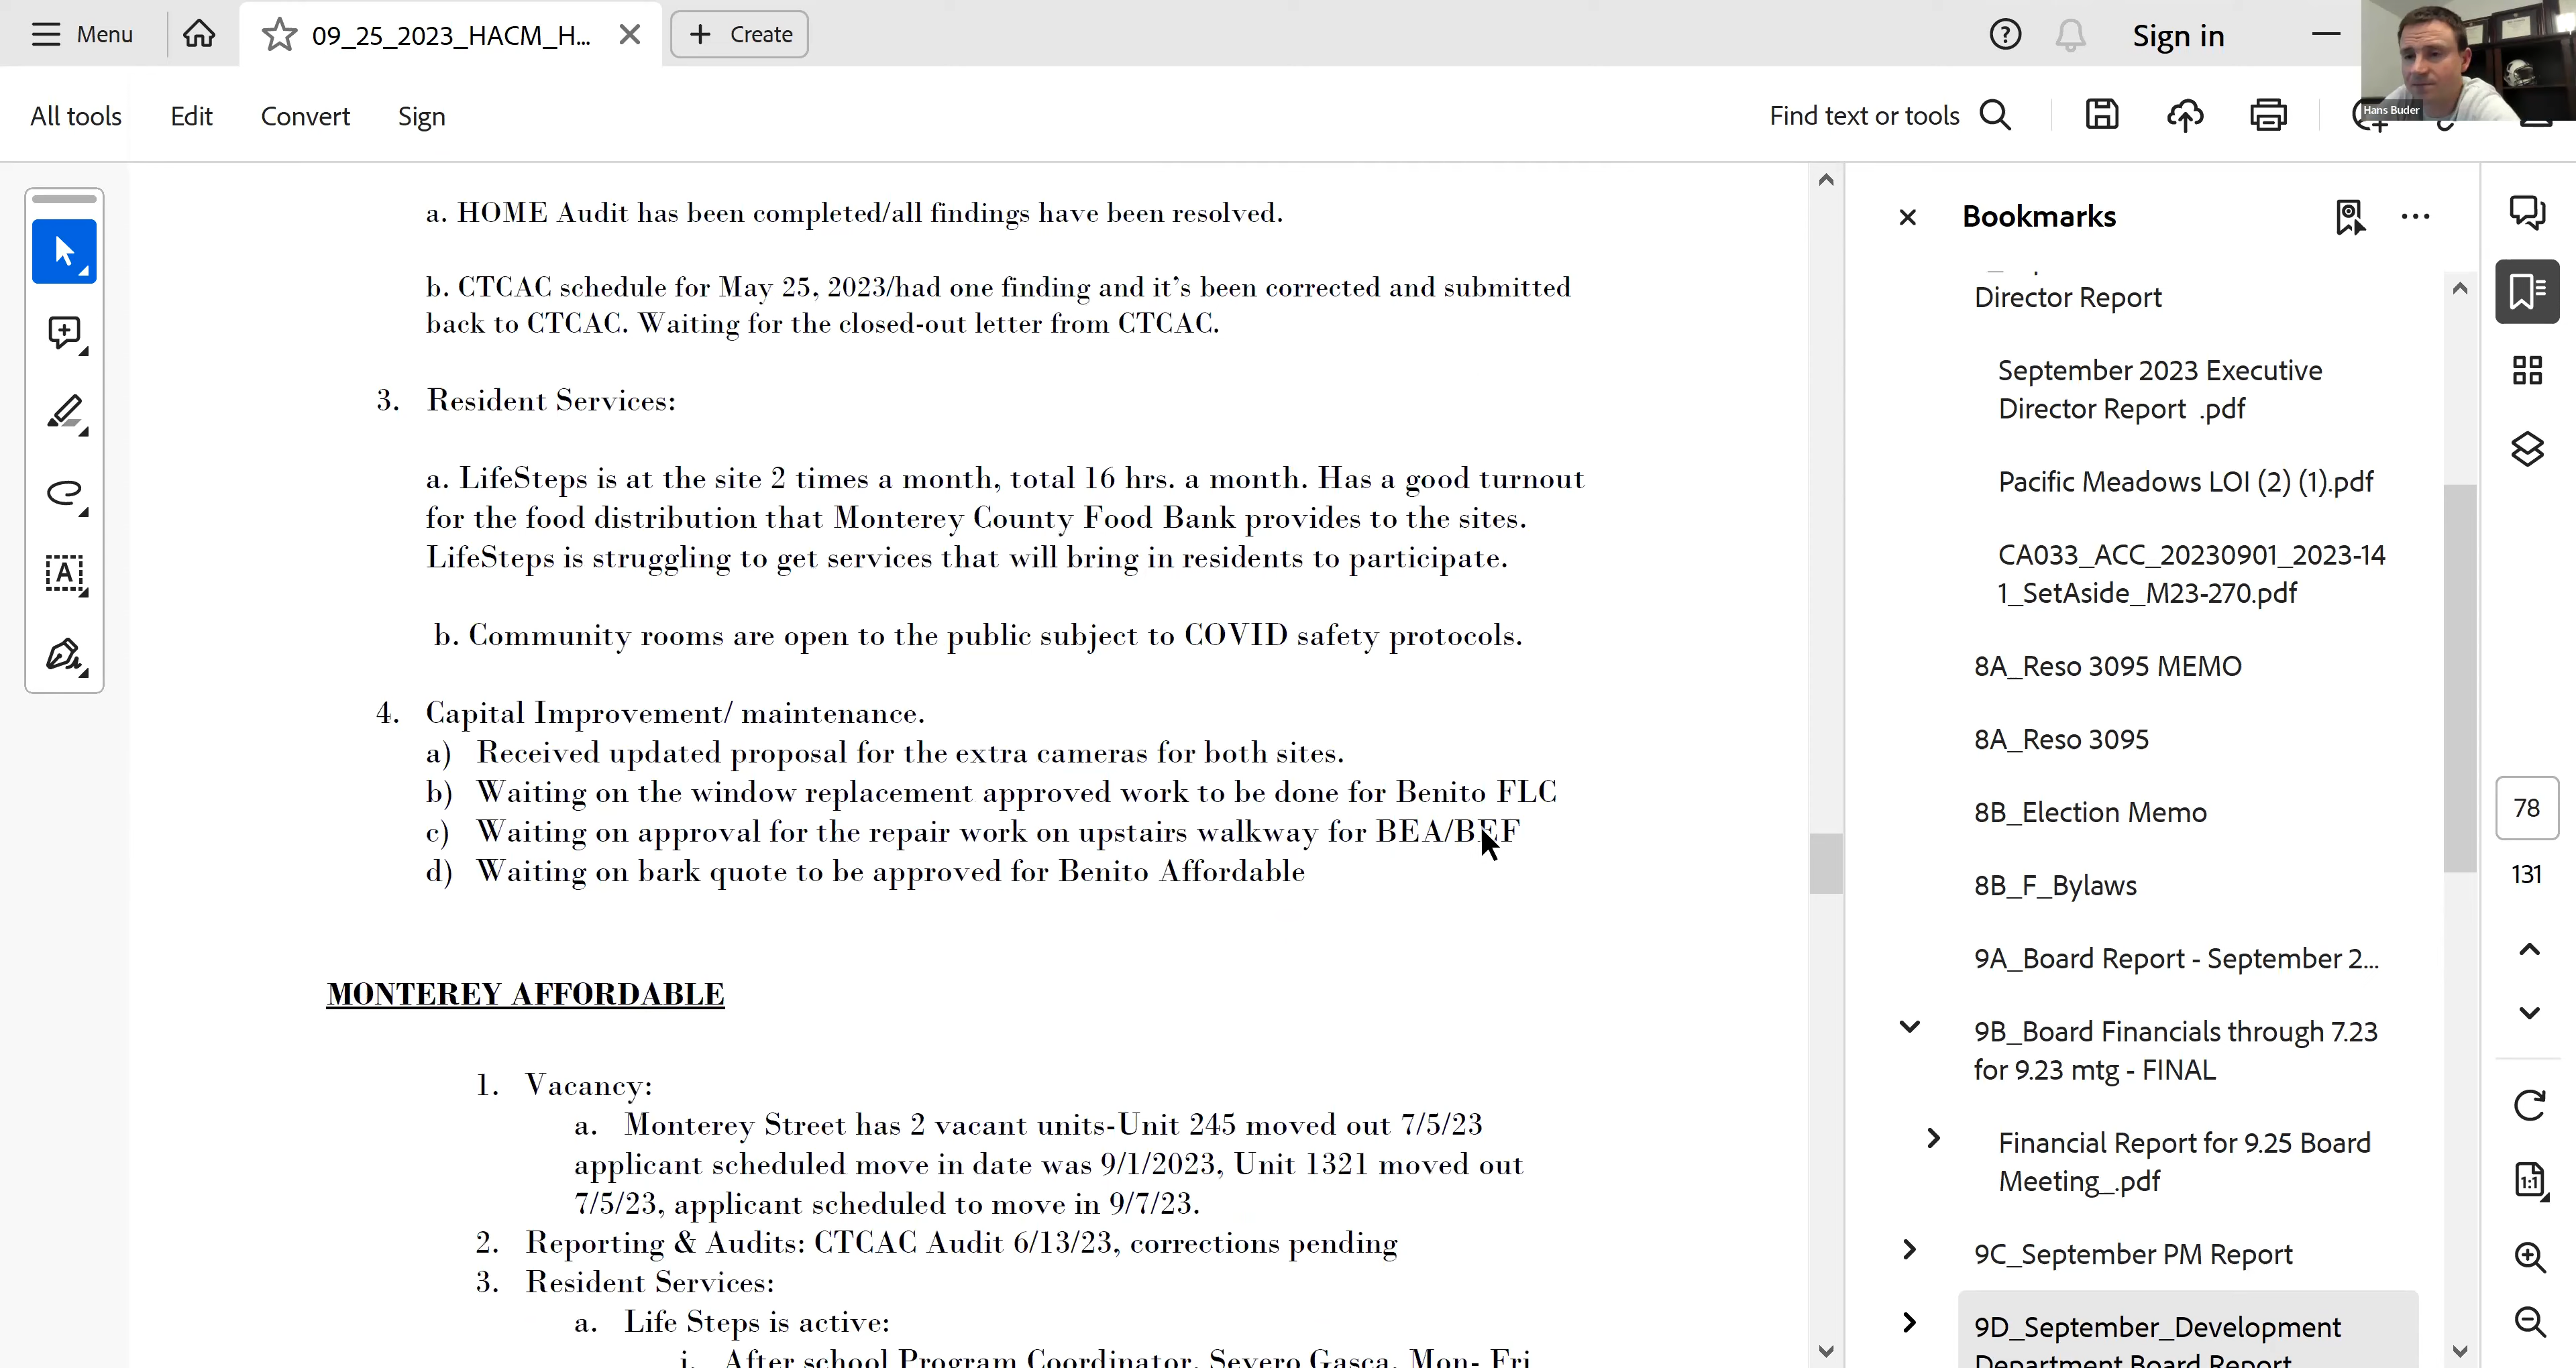 Menu
09_25_2023_HACM_H...
Create
Sign in
Hans Buder
All tools
Edit
Convert
Sign
Find text or tools
a. HOME Audit has been completed/all findings have been resolved.
b. CTCAC schedule for May 25, 2023/had one finding and it's been corrected and submitted
back to CTCAC. Waiting for the closed-out letter from CTCAC.
3. Resident Services:
a. LifeSteps is at the site 2 times a month, total 16 hrs. a month. Has a good turnout
for the food distribution that Monterey County Food Bank provides to the sites.
LifeSteps is struggling to get services that will bring in residents to participate.
b. Community rooms are open to the public subject to COVID safety protocols.
4. Capital Improvement/ maintenance.
a) Received updated proposal for the extra cameras for both sites.
b) Waiting on the window replacement approved work to be done for Benito FLC
c) Waiting on approval for the repair work on upstairs walkway for BEA/BEF
d) Waiting on bark quote to be approved for Benito Affordable
MONTEREY AFFORDABLE
1. Vacancy:
a. Monterey Street has 2 vacant units-Unit 245 moved out 7/5/23
applicant scheduled move in date was 9/1/2023, Unit 1321 moved out
7/5/23, applicant scheduled to move in 9/7/23.
2. Reporting & Audits: CTCAC Audit 6/13/23, corrections pending
3. Resident Services:
a. Life Steps is active:
i. After school Program Coordinator, Severo Gasca, Mon- Fri
Bookmarks
Director Report
September 2023 Executive
Director Report .pdf
Pacific Meadows LOI (2) (1).pdf
CA033_ACC_20230901_2023-14
1_SetAside_M23-270.pdf
8A_Reso 3095 MEMO
8A_Reso 3095
8B_Election Memo
8B_F_Bylaws
9A_Board Report - September 2...
9B_Board Financials through 7.23
for 9.23 mtg - FINAL
Financial Report for 9.25 Board
Meeting_.pdf
9C_September PM Report
9D_September_Development
Department Board Report
78
131
1:1